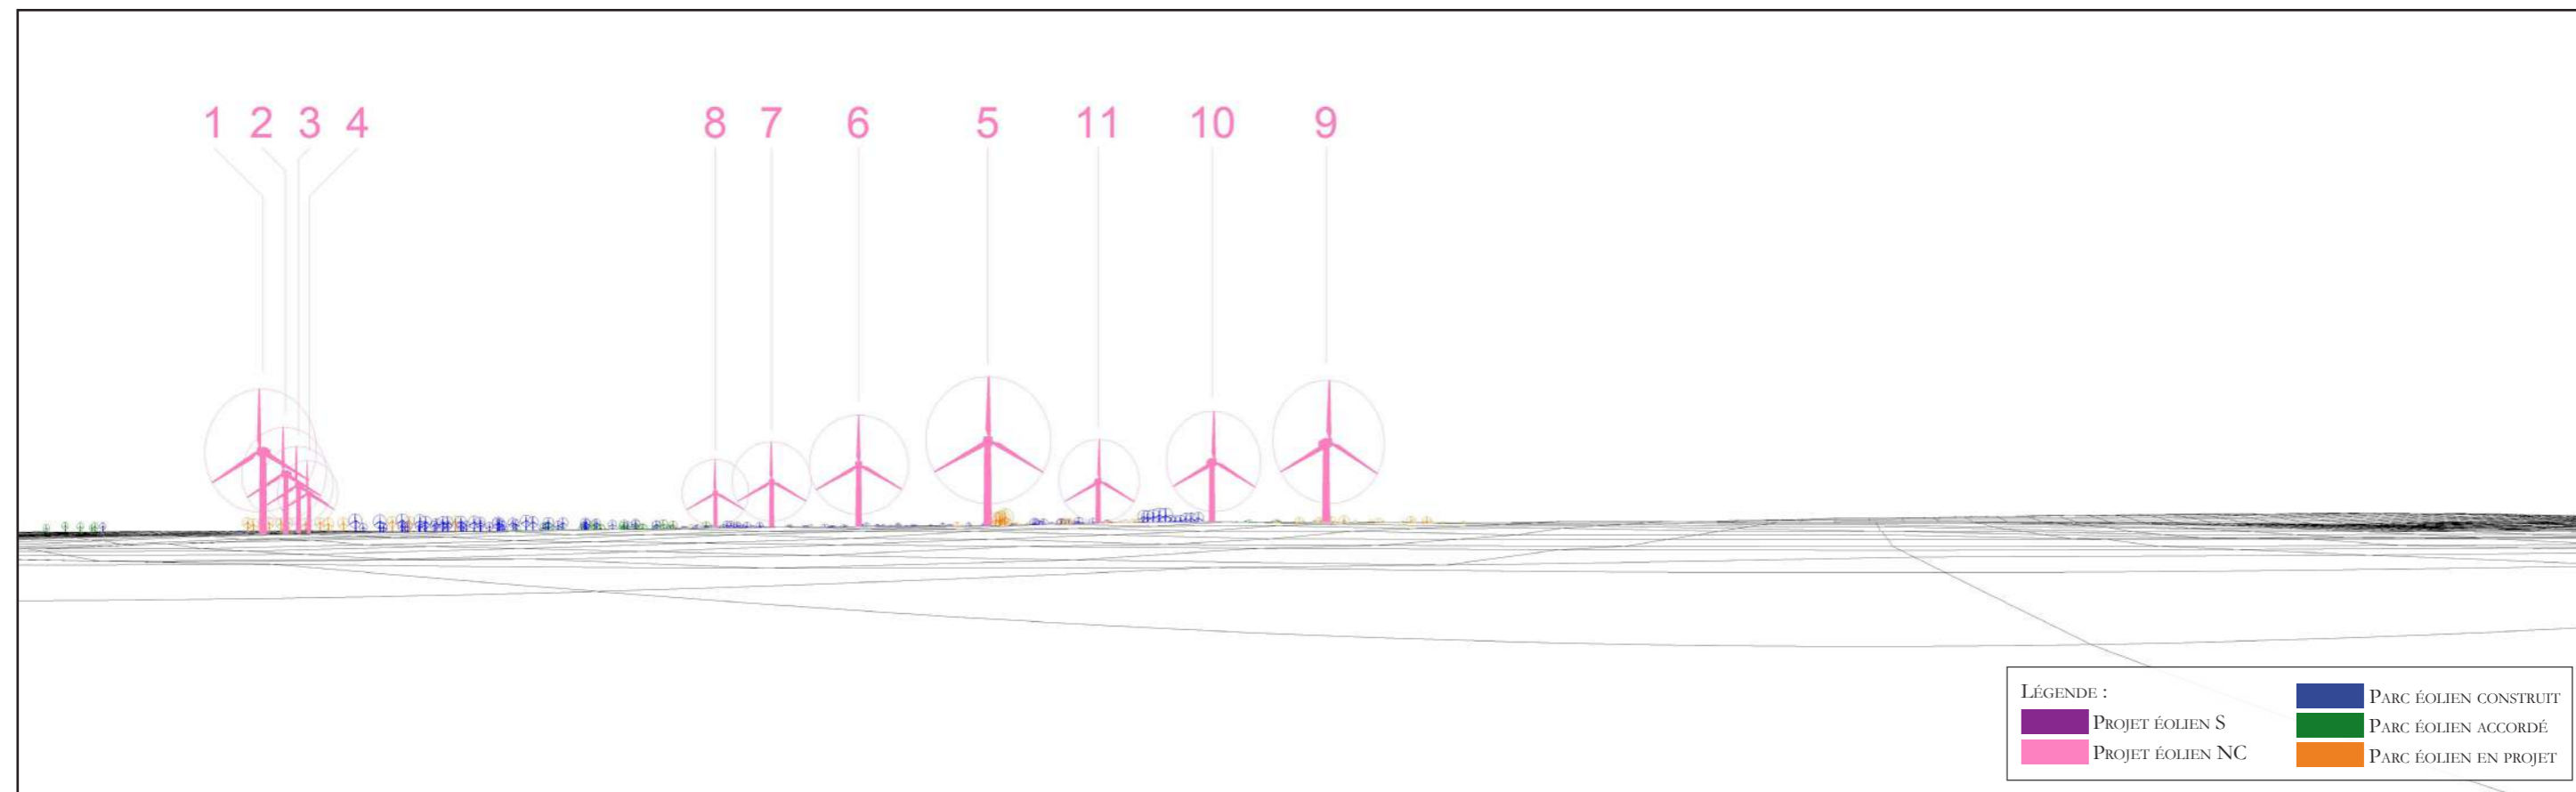 1 2 3 4 8 7 6 5 11 10 9
Légende :
Projet éolien S
Projet éolien NC
Parc éolien construit
Parc éolien accordé
Parc éolien en projet